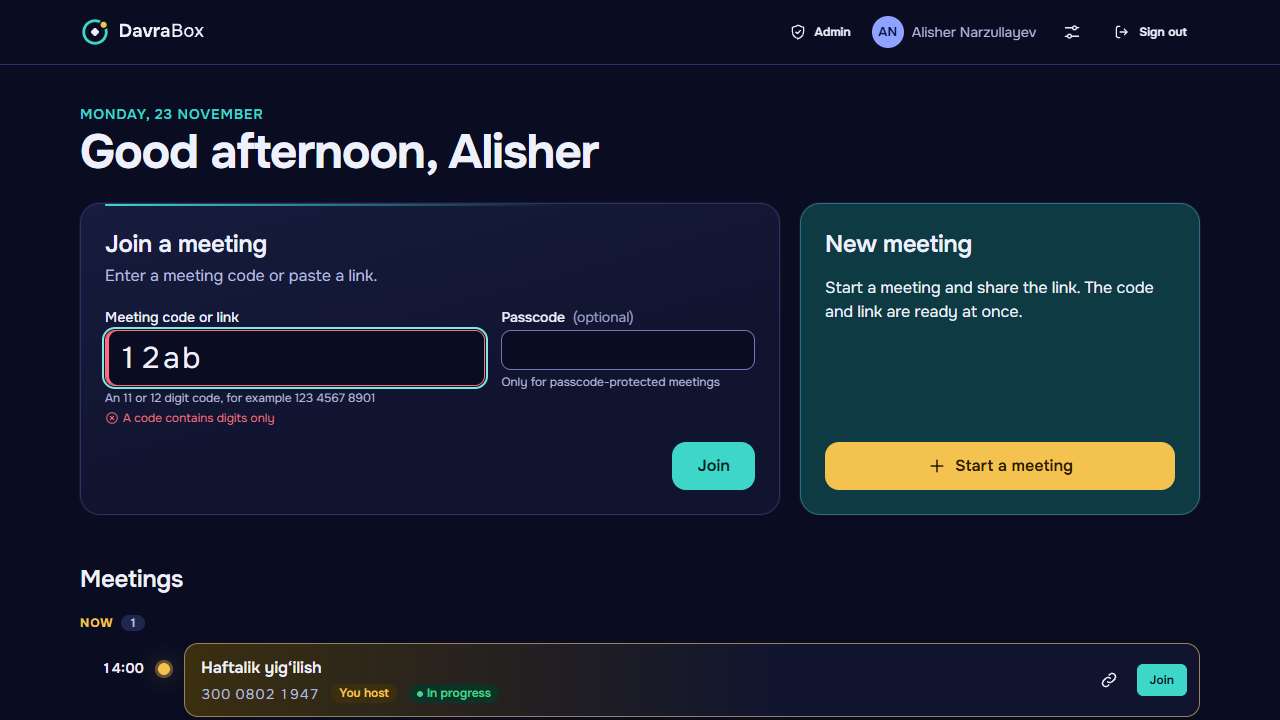 DavraBox
Admin
AN
Alisher Narzullayev
Sign out
MONDAY, 23 NOVEMBER
Good afternoon, Alisher
Join a meeting
Enter a meeting code or paste a link.
Meeting code or link
12ab
An 11 or 12 digit code, for example 123 4567 8901
A code contains digits only
Passcode (optional)
Only for passcode-protected meetings
Join
New meeting
Start a meeting and share the link. The code
and link are ready at once.
Start a meeting
Meetings
NOW 1
14:00
Haftalik yig‘ilish
300 0802 1947 You host In progress
Join